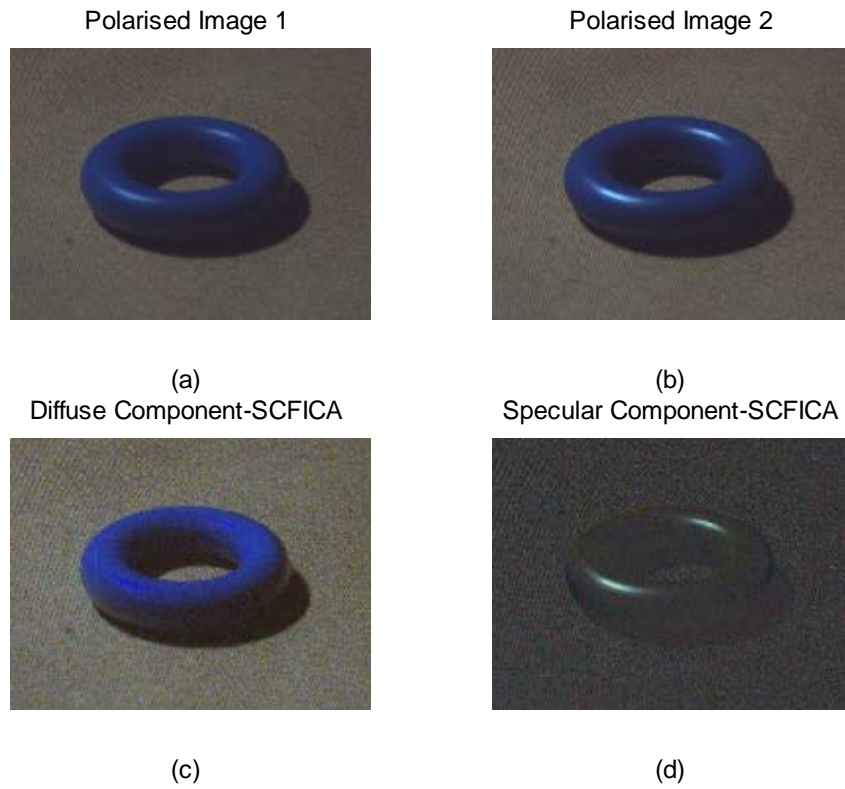 Polarised Image 1
Polarised Image 2
(a)
(b)
Diffuse Component-SCFICA
Specular Component-SCFICA
(c)
(d)